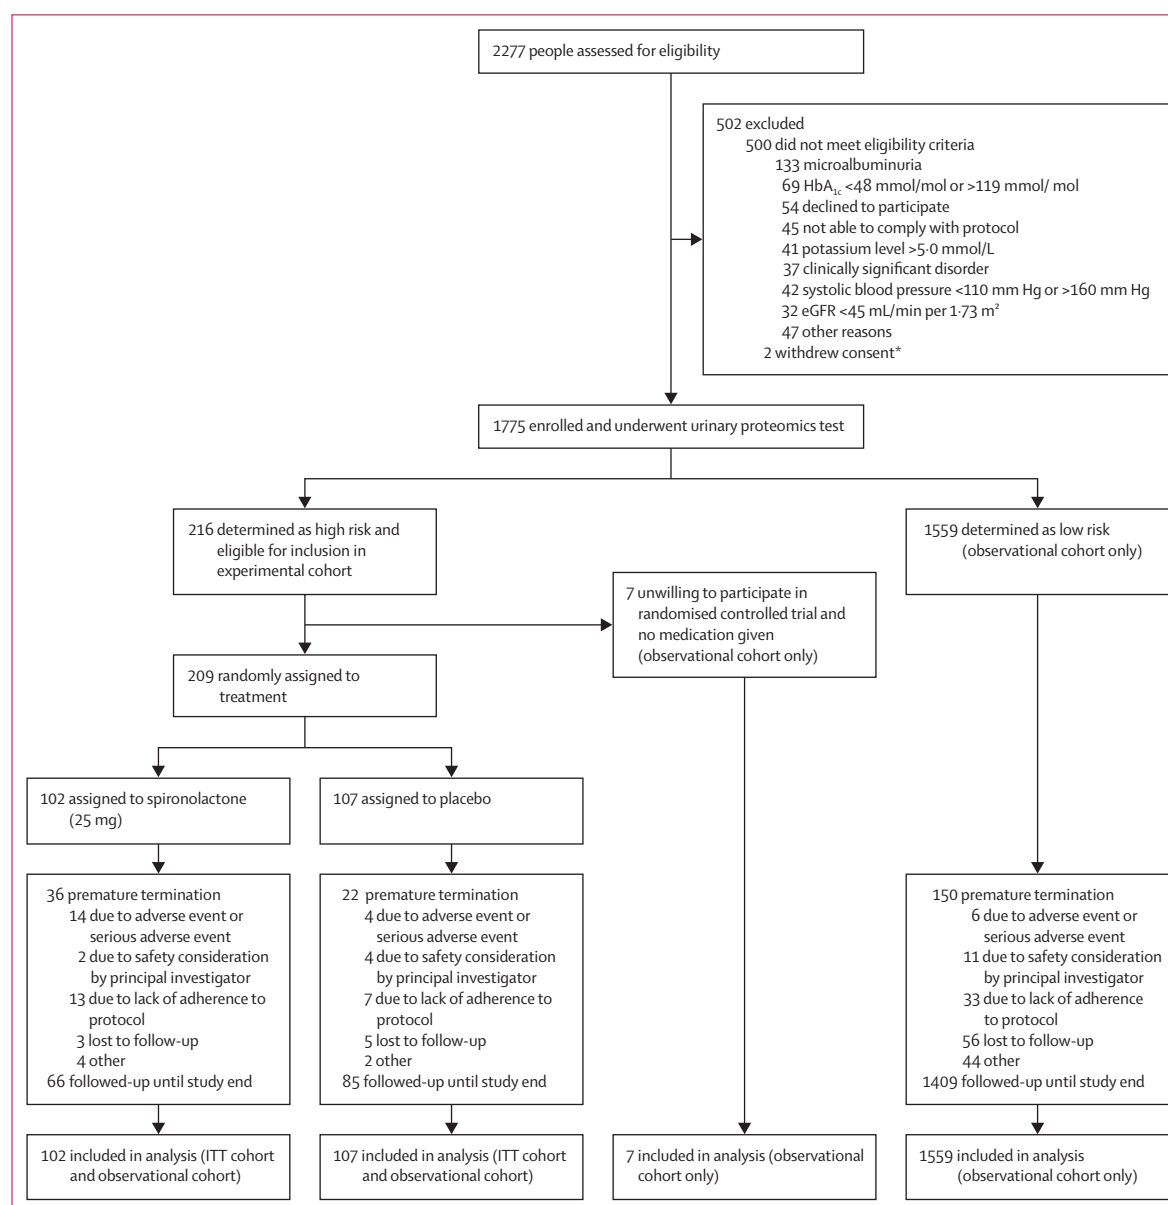 2277 people assessed for eligibility
502 excluded
500 did not meet eligibility criteria
133 microalbuminuria
69 HbA1c <48 mmol/mol or >119 mmol/ mol
54 declined to participate
45 not able to comply with protocol
41 potassium level >5·0 mmol/L
37 clinically significant disorder
42 systolic blood pressure <110 mm Hg or >160 mm Hg
32 eGFR <45 mL/min per 1·73 m²
47 other reasons
2 withdrew consent*
1775 enrolled and underwent urinary proteomics test
216 determined as high risk and
eligible for inclusion in
experimental cohort
1559 determined as low risk
(observational cohort only)
7 unwilling to participate in
randomised controlled trial and
no medication given
(observational cohort only)
209 randomly assigned to
treatment
102 assigned to spironolactone
(25 mg)
107 assigned to placebo
36 premature termination
14 due to adverse event or
serious adverse event
2 due to safety consideration
by principal investigator
13 due to lack of adherence to
protocol
3 lost to follow-up
4 other
66 followed-up until study end
22 premature termination
4 due to adverse event or
serious adverse event
4 due to safety consideration
by principal investigator
7 due to lack of adherence to
protocol
5 lost to follow-up
2 other
85 followed-up until study end
150 premature termination
6 due to adverse event or
serious adverse event
11 due to safety consideration
by principal investigator
33 due to lack of adherence
to protocol
56 lost to follow-up
44 other
1409 followed-up until study end
102 included in analysis (ITT cohort
and observational cohort)
107 included in analysis (ITT cohort
and observational cohort)
7 included in analysis (observational
cohort only)
1559 included in analysis
(observational cohort only)